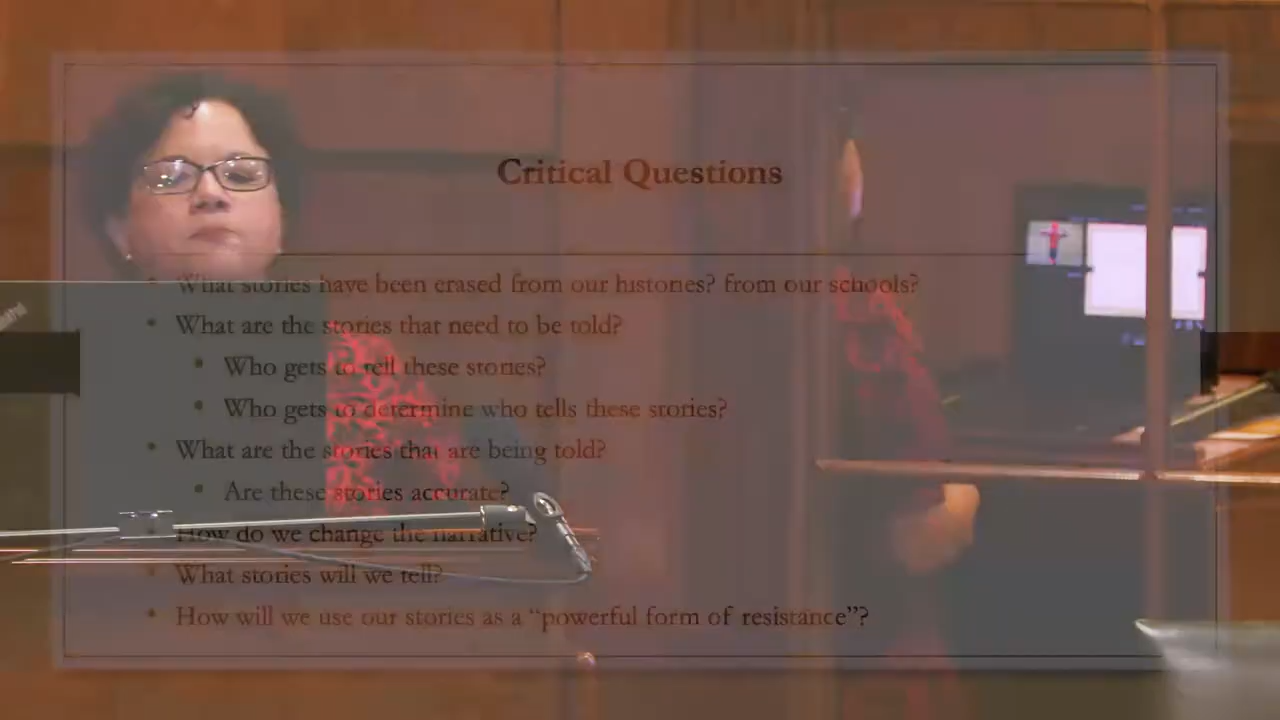 Critical Questions
What stories have been erased from our histories? from our schools?
What are the stories that need to be told?
Who gets to tell these stories?
Who gets to determine who tells these stories?
What are the stories that are being told?
Are these stories accurate?
How do we change the narrative?
What stories will we tell?
How will we use our stories as a “powerful form of resistance”?